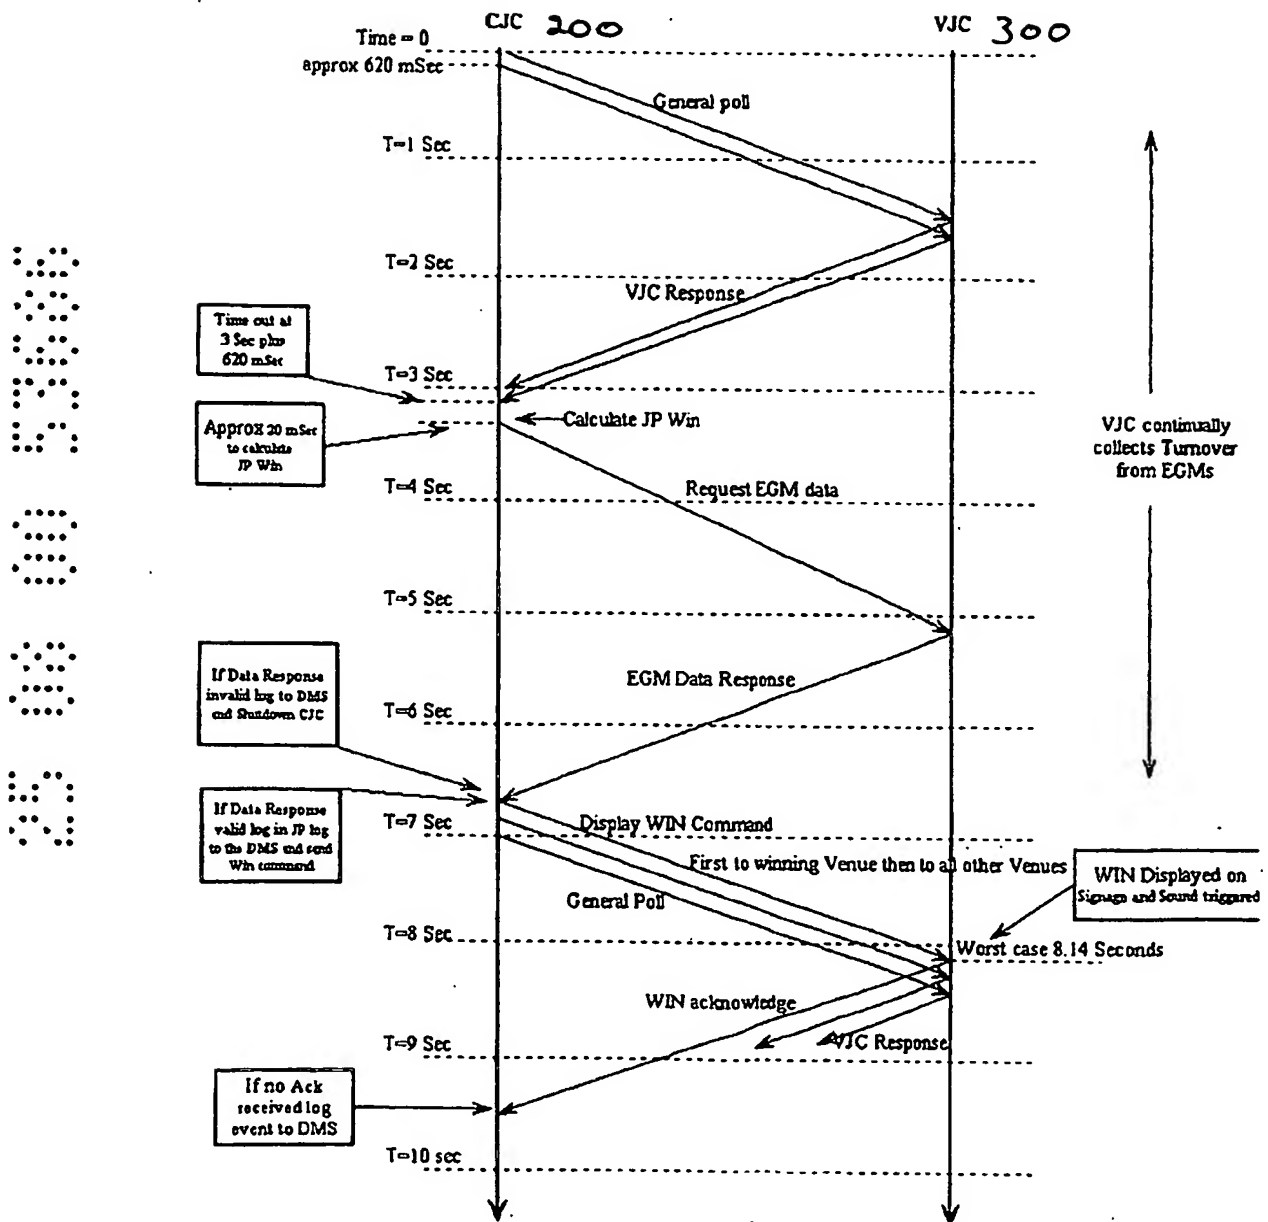 CJC 200
VJC 300
Time = 0
approx 620 mSec
General poll
T=1 Sec
T=2 Sec
VJC Response
Time out at
3 Sec plus
620 mSec
T=3 Sec
Calculate JP Win
Approx 20 mSec
to calculate
JP Win
VJC continually
collects Turnover
from EGMs
T=4 Sec
Request EGM data
T=5 Sec
If Data Response
invalid log to DMS
and Shutdown CJC
EGM Data Response
T=6 Sec
If Data Response
valid log in JP log
to the DMS and send
Win command
T=7 Sec
Display WIN Command
First to winning Venue then to all other Venues
WIN Displayed on
Signage and Sound triggared
General Poll
T=8 Sec
Worst case 8.14 Seconds
WIN acknowledge
T=9 Sec
VJC Response
If no Ack
received log
event to DMS
T=10 sec